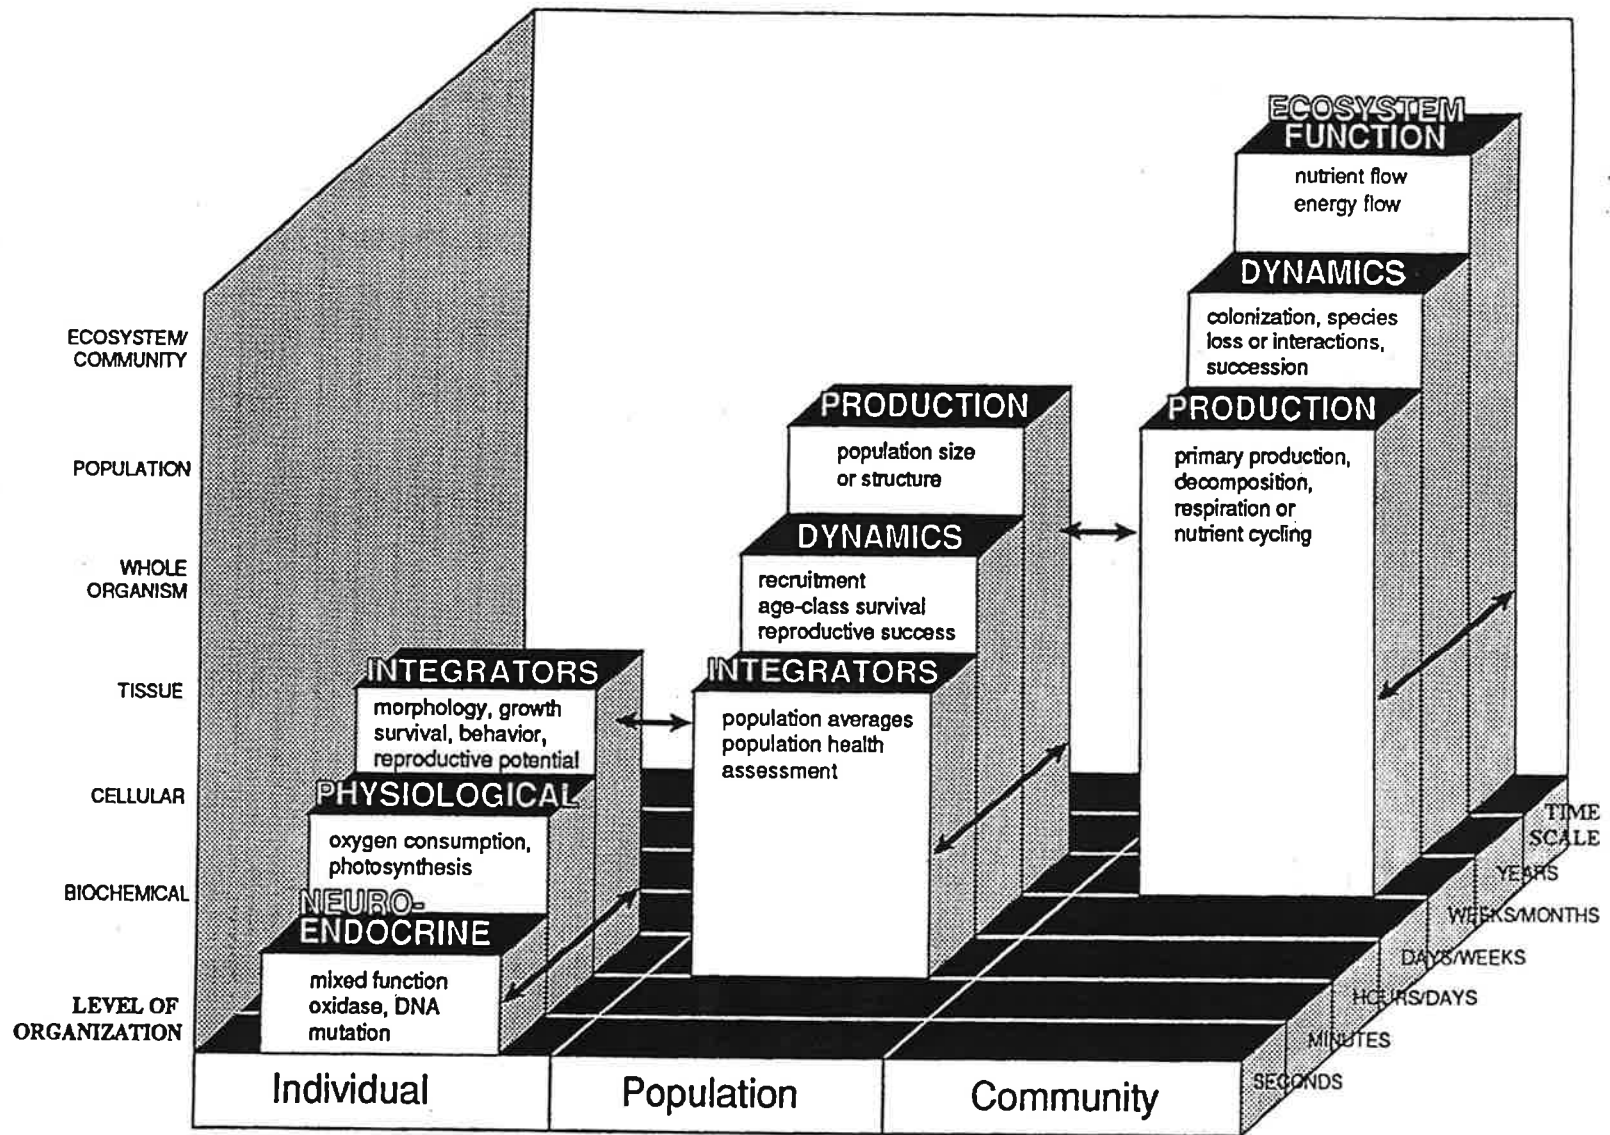 ECOSYSTEM/
COMMUNITY
POPULATION
WHOLE
ORGANISM
TISSUE
CELLULAR
BIOCHEMICAL
LEVEL OF
ORGANIZATION
INTEGRATORS
morphology, growth
survival, behavior,
reproductive potential
PHYSIOLOGICAL
oxygen consumption,
photosynthesis
NEURO-
ENDOCRINE
mixed function
oxidase, DNA
mutation
PRODUCTION
population size
or structure
DYNAMICS
recruitment
age-class survival
reproductive success
INTEGRATORS
population averages
population health
assessment
ECOSYSTEM
FUNCTION
nutrient flow
energy flow
DYNAMICS
colonization, species
loss or interactions,
succession
PRODUCTION
primary production,
decomposition,
respiration or
nutrient cycling
TIME
SCALE
YEARS
WEEKS/MONTHS
DAYS/WEEKS
HOURS/DAYS
MINUTES
SECONDS
Individual
Population
Community